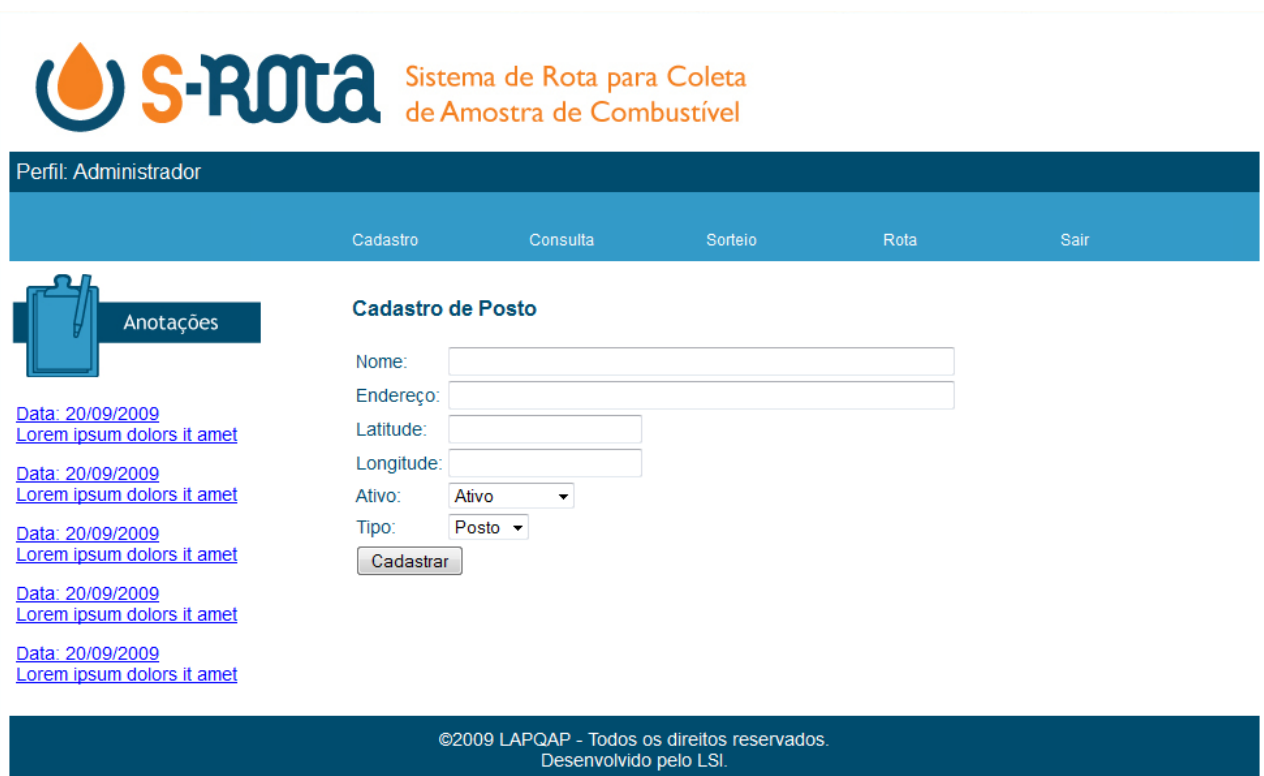 S-Rota
Sistema de Rota para Coleta
de Amostra de Combustível
Perfil: Administrador
Cadastro Consulta Sorteio Rota Sair
Anotações
Data: 20/09/2009
Lorem ipsum dolors it amet
Data: 20/09/2009
Lorem ipsum dolors it amet
Data: 20/09/2009
Lorem ipsum dolors it amet
Data: 20/09/2009
Lorem ipsum dolors it amet
Data: 20/09/2009
Lorem ipsum dolors it amet
Cadastro de Posto
Nome:
Endereço:
Latitude:
Longitude:
Ativo: Ativo
Tipo: Posto
Cadastrar
©2009 LAPQAP - Todos os direitos reservados.
Desenvolvido pelo LSI.